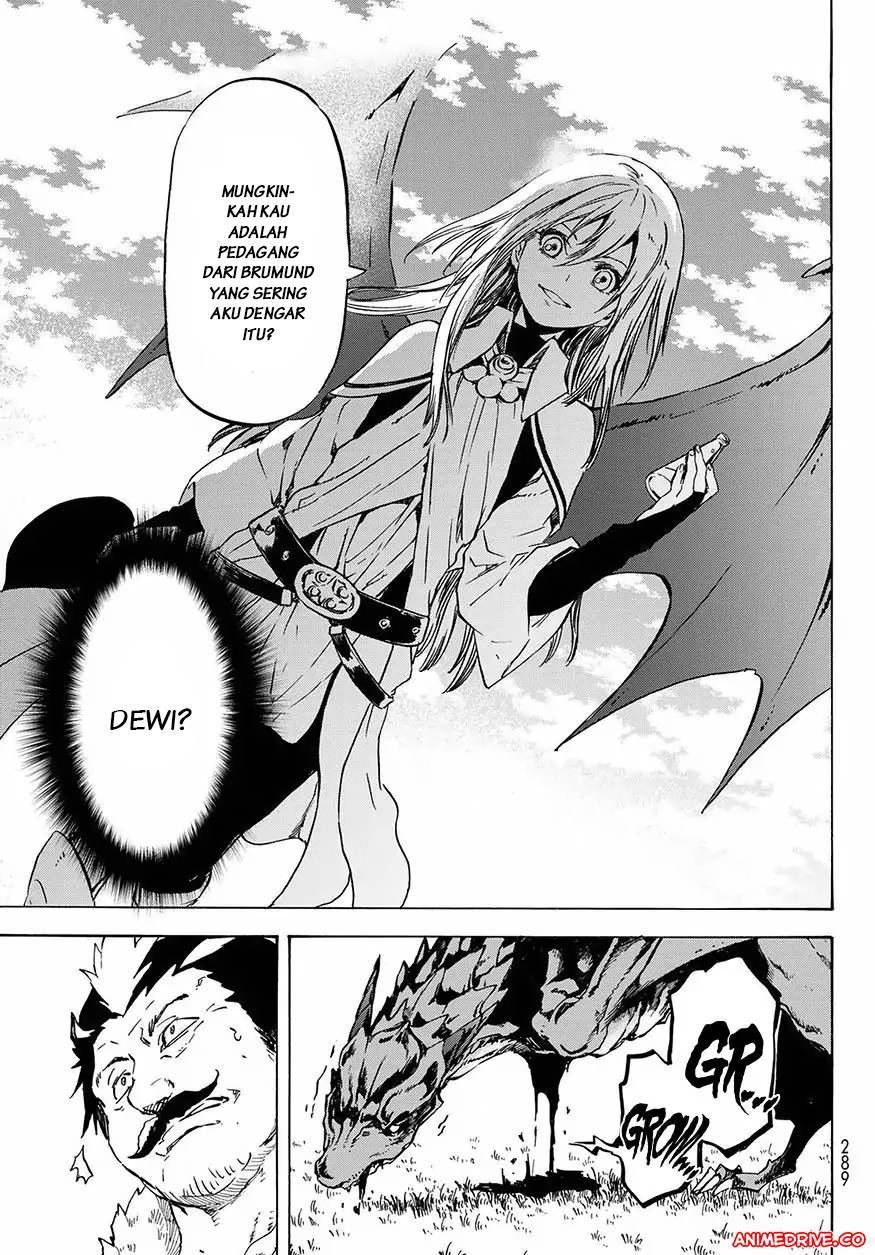 MUNGKIN-
KAH KAU
ADALAH
PEDAGANG
DARI BRUMUND
YANG SERING
AKU DENGAR
ITU?
DEWI?
GR
GROW
289
ANIMEDRIVE.CO